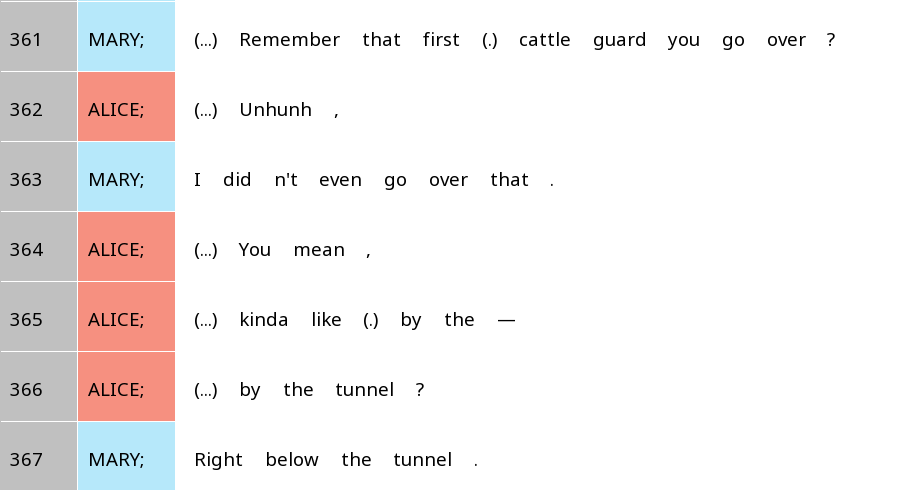 361 MARY; (...) Remember that first (.) cattle guard you go over ?
362 ALICE; (...) Unhunh ,
363 MARY; I did n't even go over that .
364 ALICE; (...) You mean ,
365 ALICE; (...) kinda like (.) by the —
366 ALICE; (...) by the tunnel ?
367 MARY; Right below the tunnel .